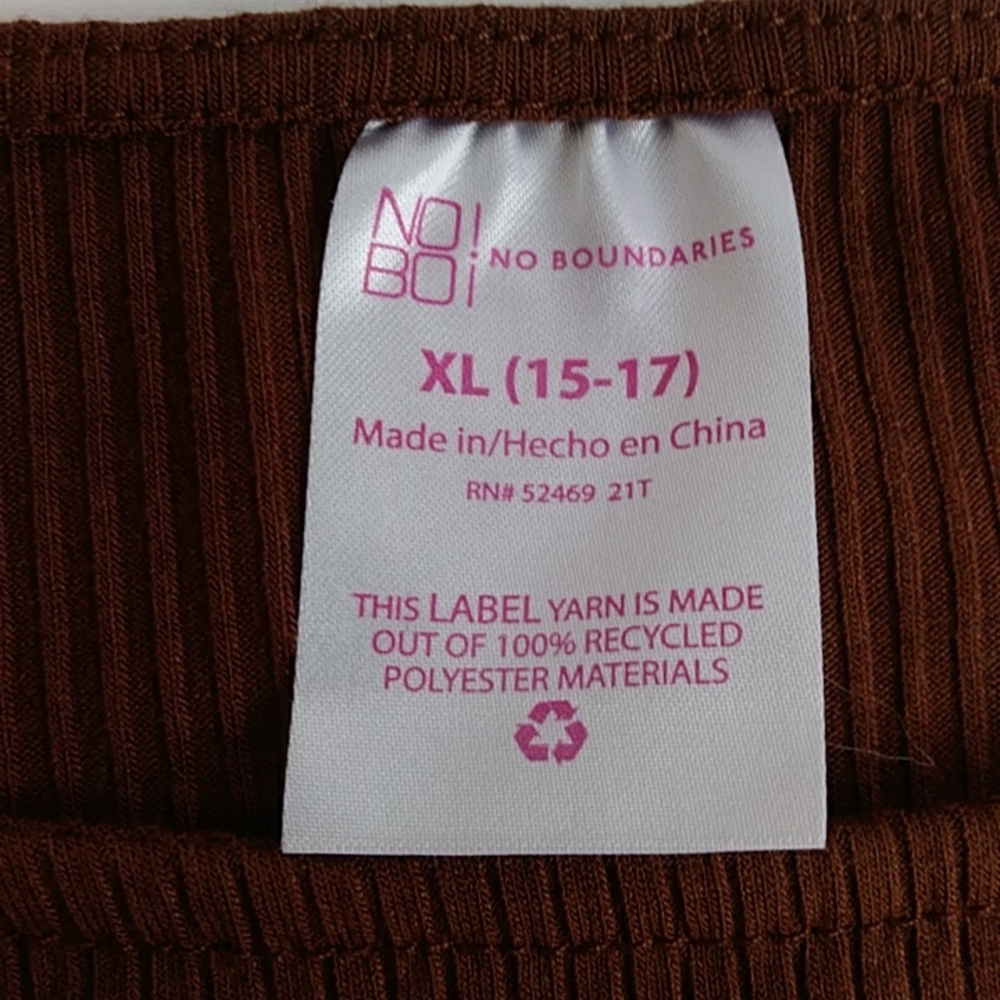 NO!
BO¡ NO BOUNDARIES
XL (15-17)
Made in/Hecho en China
RN# 52469 21T
THIS LABEL YARN IS MADE
OUT OF 100% RECYCLED
POLYESTER MATERIALS